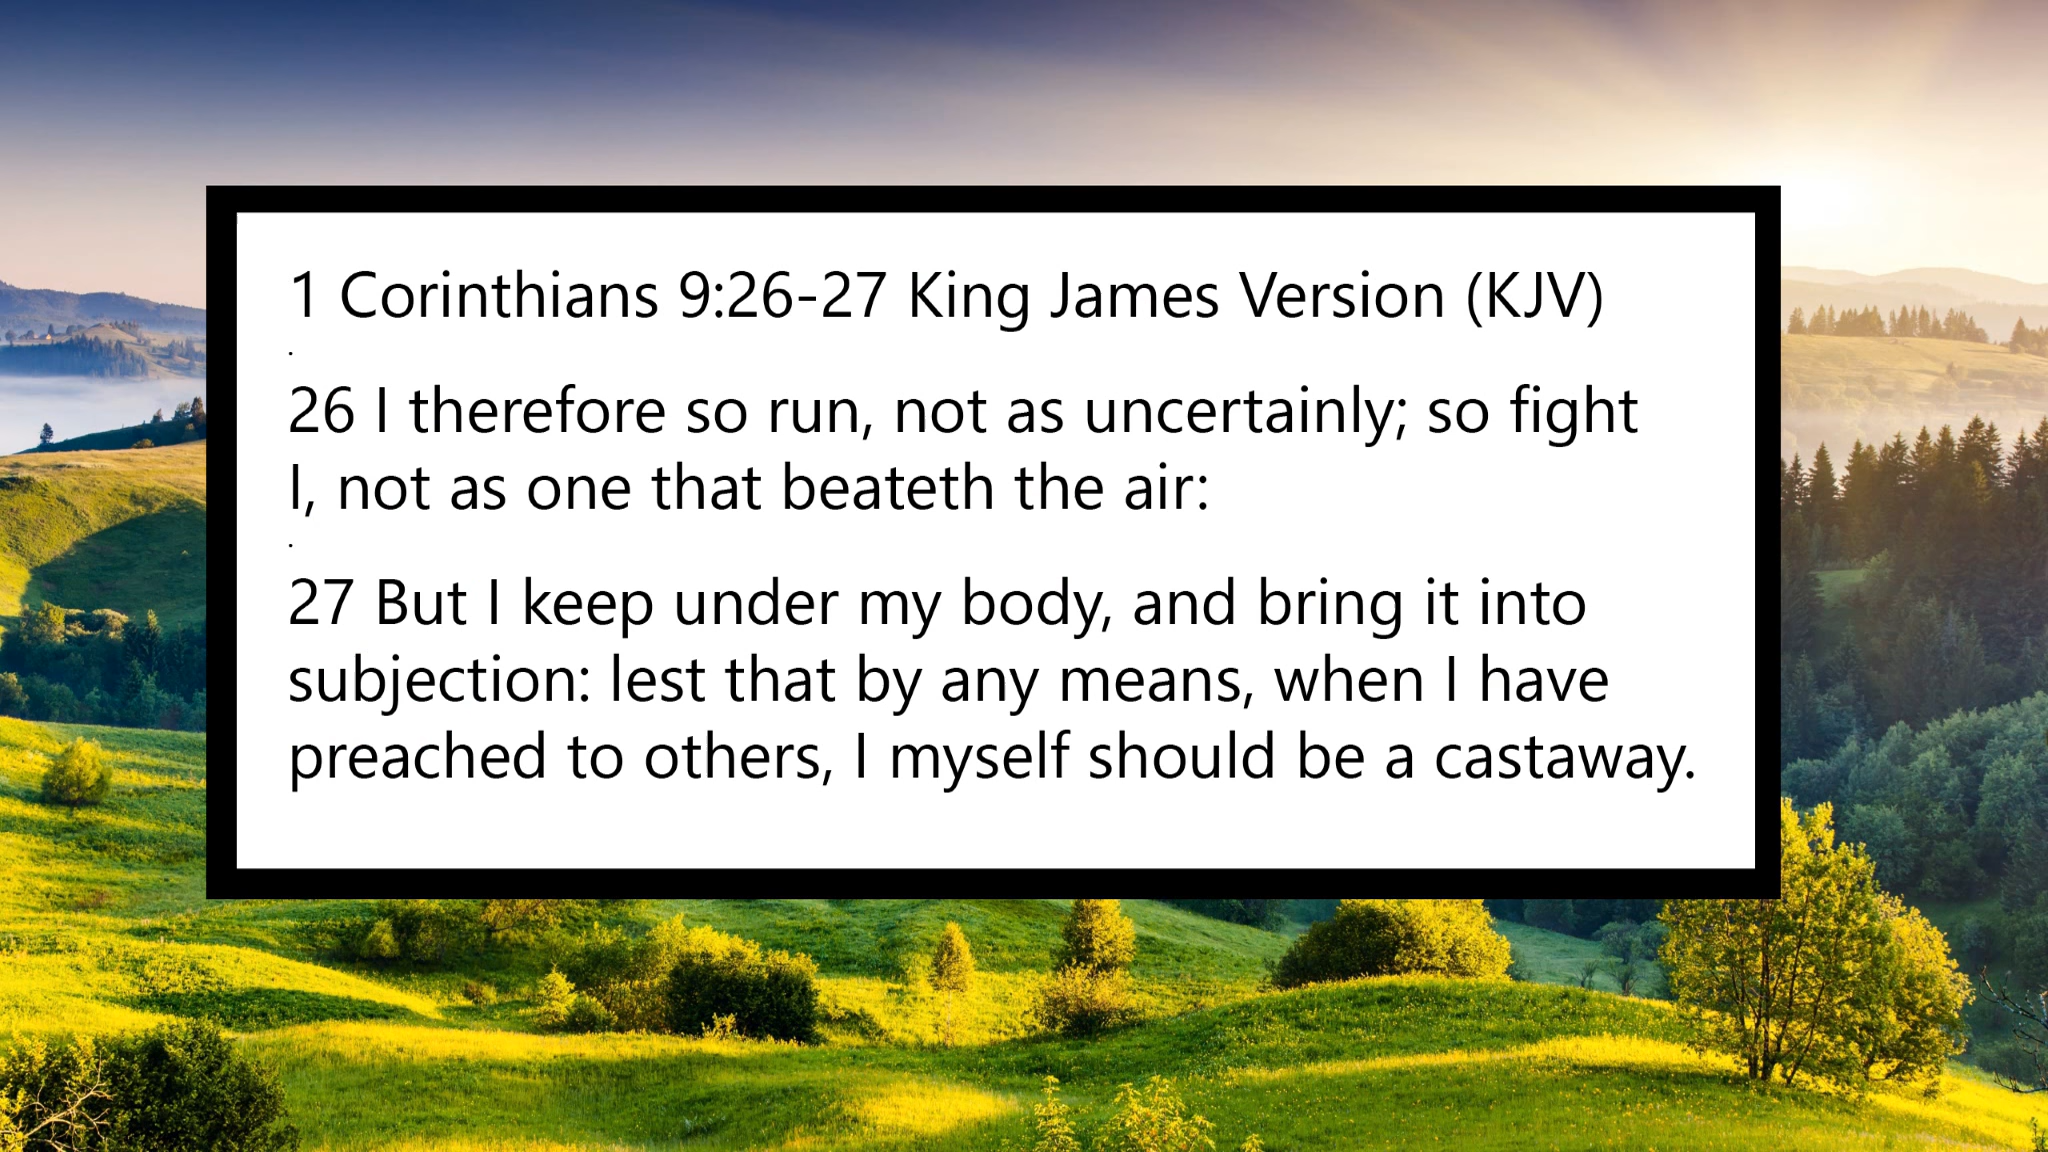 1 Corinthians 9:26-27 King James Version (KJV)
.
26 I therefore so run, not as uncertainly; so fight
I, not as one that beateth the air:
.
27 But I keep under my body, and bring it into
subjection: lest that by any means, when I have
preached to others, I myself should be a castaway.